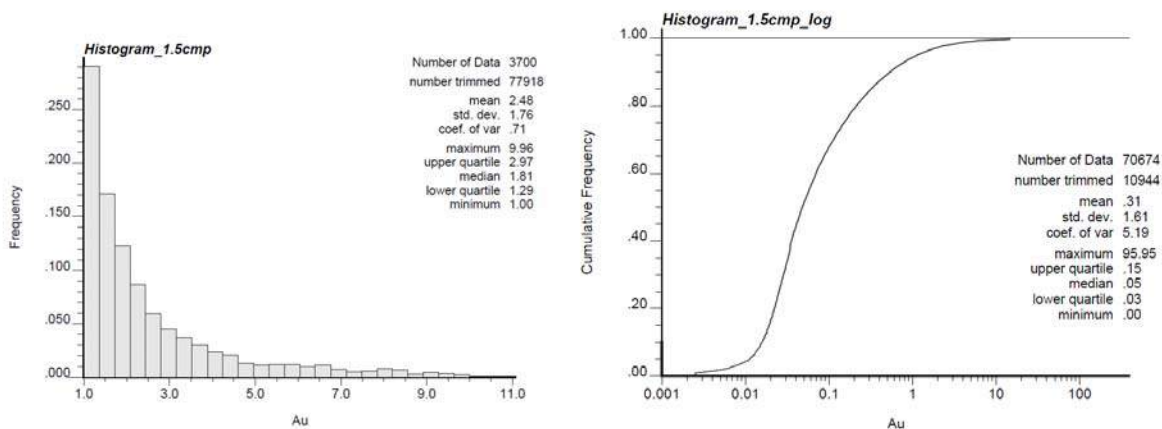 Histogram_1.5cmp
Number of Data 3700
number trimmed 77918
mean 2.48
std. dev. 1.76
coef. of var .71
maximum 9.96
upper quartile 2.97
median 1.81
lower quartile 1.29
minimum 1.00
Frequency
.250
.200
.150
.100
.050
.000
1.0 3.0 5.0 7.0 9.0 11.0
Au
Histogram_1.5cmp_log
Number of Data 70674
number trimmed 10944
mean .31
std. dev. 1.61
coef. of var 5.19
maximum 95.95
upper quartile .15
median .05
lower quartile .03
minimum .00
Cumulative Frequency
1.00
.80
.60
.40
.20
.00
0.001 0.01 0.1 1 10 100
Au